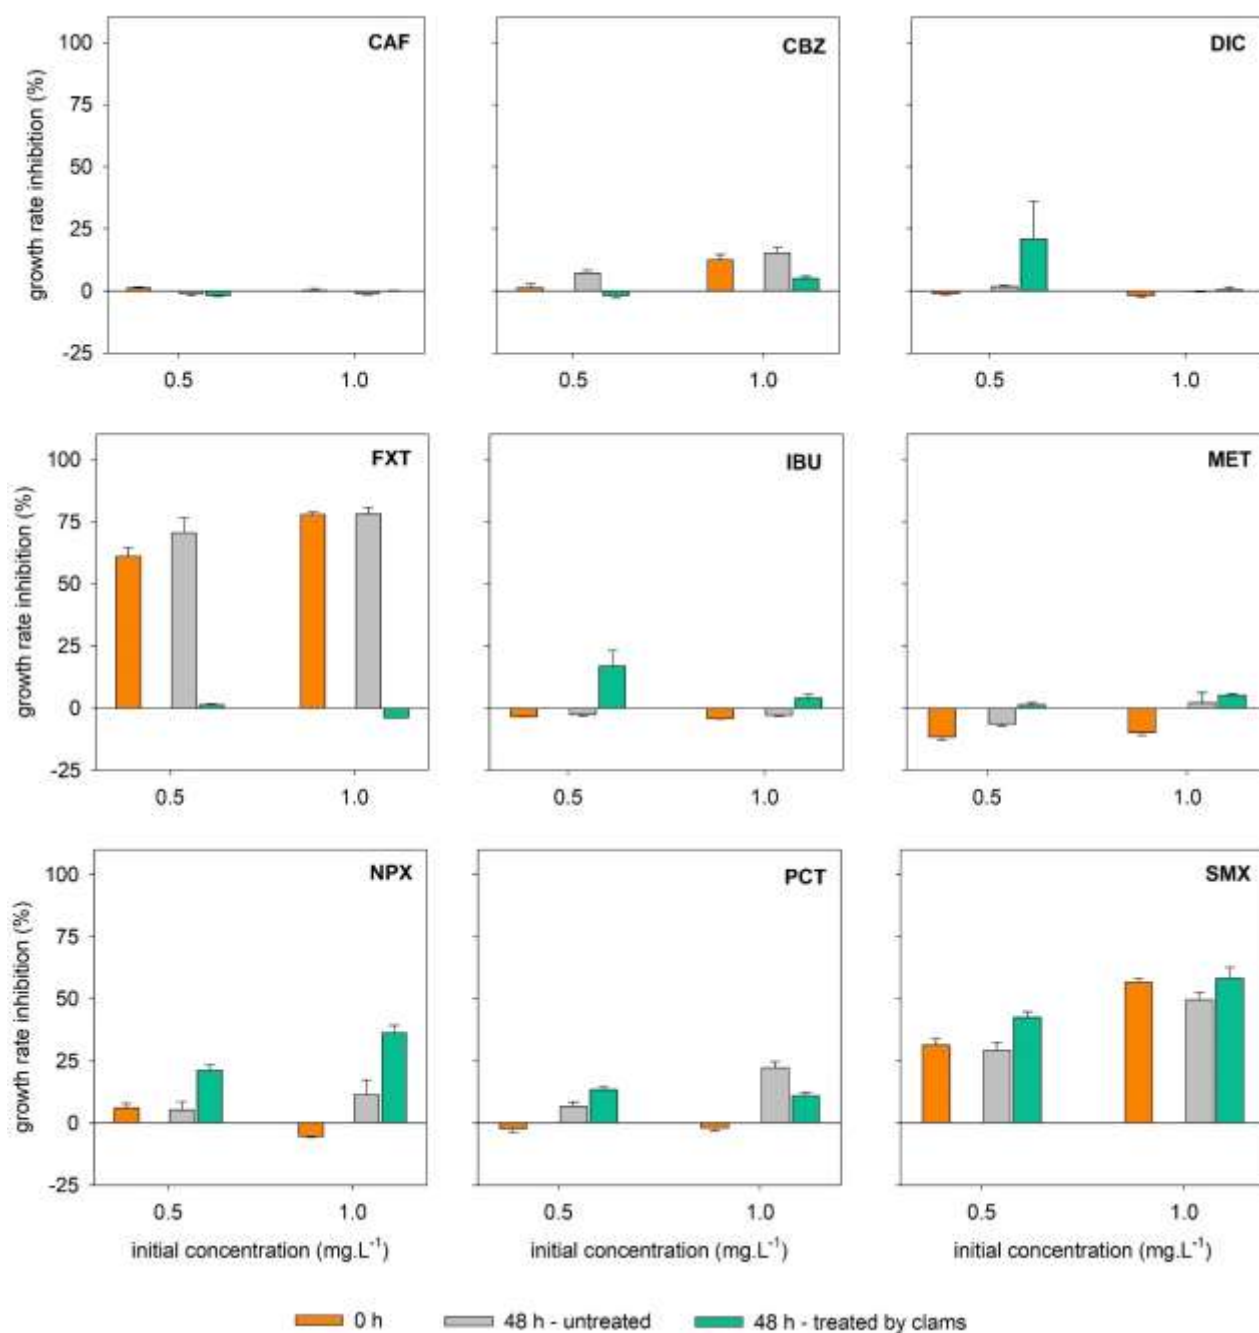 CAF
growth rate inhibition (%)
100
75
50
25
0
-25
0.5
1.0
CBZ
0.5
1.0
DIC
0.5
1.0
FXT
growth rate inhibition (%)
100
75
50
25
0
-25
0.5
1.0
IBU
0.5
1.0
MET
0.5
1.0
NPX
growth rate inhibition (%)
100
75
50
25
0
-25
0.5
1.0
initial concentration (mg.L⁻¹)
PCT
0.5
1.0
initial concentration (mg.L⁻¹)
SMX
0.5
1.0
initial concentration (mg.L⁻¹)
0 h
48 h - untreated
48 h - treated by clams